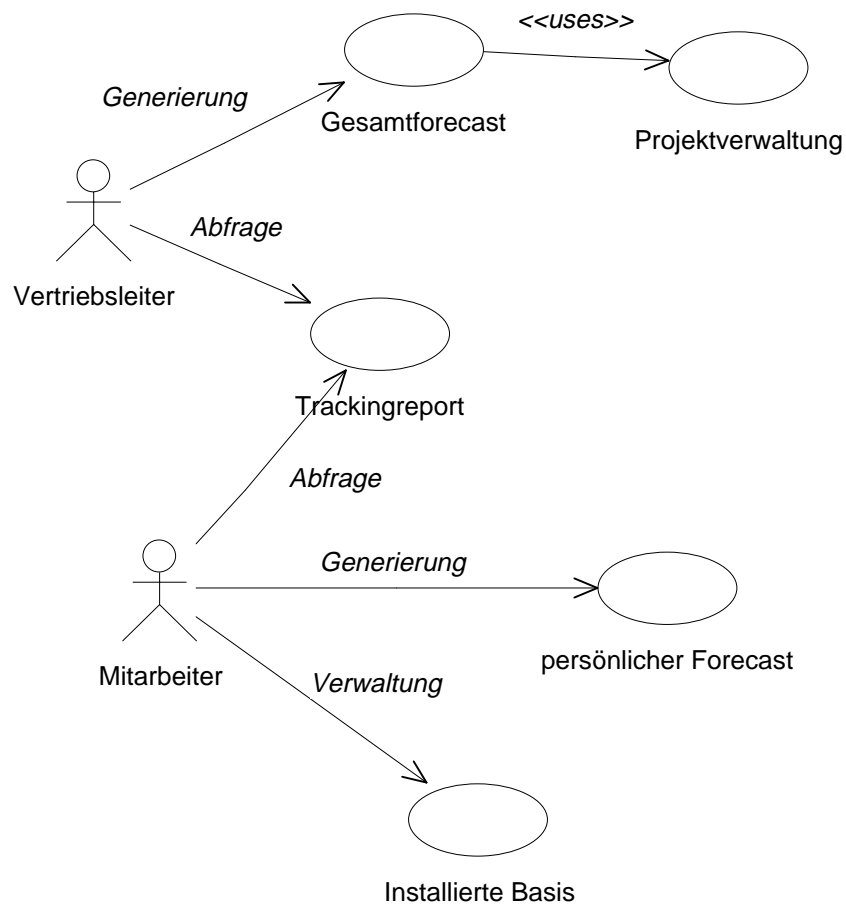 <<uses>>
Generierung
Gesamtforecast
Projektverwaltung
Abfrage
Vertriebsleiter
Trackingreport
Abfrage
Generierung
persönlicher Forecast
Mitarbeiter
Verwaltung
Installierte Basis